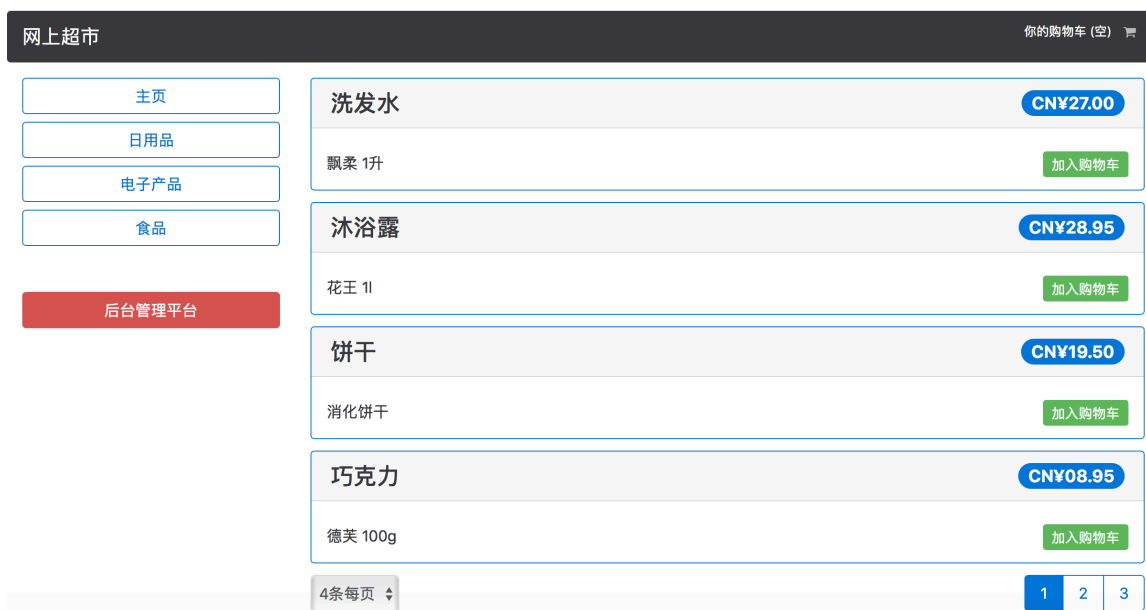 网上超市
你的购物车 (空)
主页
日用品
电子产品
食品
后台管理平台
洗发水
CN¥27.00
飘柔 1升
加入购物车
沐浴露
CN¥28.95
花王 1l
加入购物车
饼干
CN¥19.50
消化饼干
加入购物车
巧克力
CN¥08.95
德芙 100g
加入购物车
4条每页
1 2 3